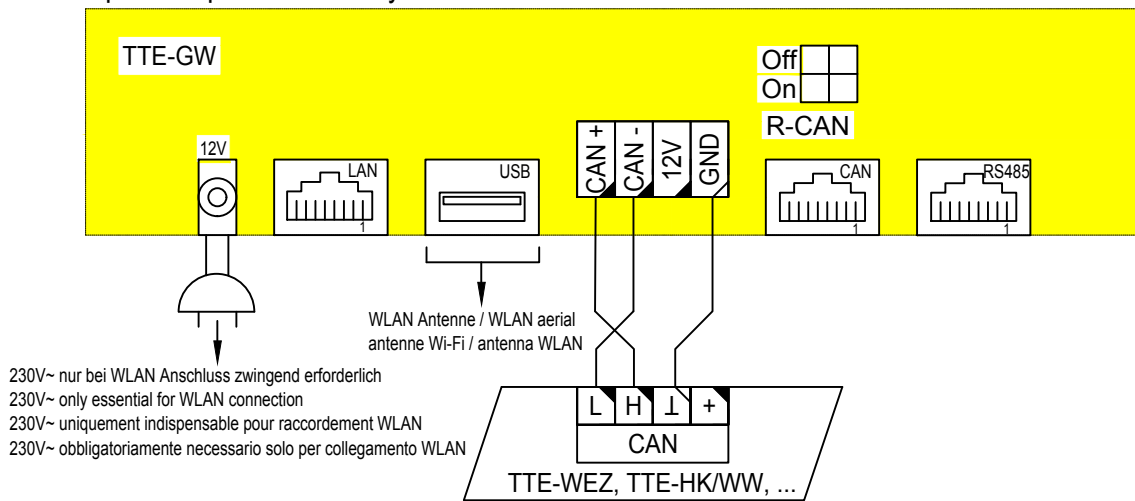 TTE-GW
Off
On
R-CAN
12V
LAN
1
USB
CAN +
CAN -
12V
GND
CAN
1
RS485
1
WLAN Antenne / WLAN aerial
antenne Wi-Fi / antenna WLAN
230V~ nur bei WLAN Anschluss zwingend erforderlich
230V~ only essential for WLAN connection
230V~ uniquement indispensable pour raccordement WLAN
230V~ obbligatoriamente necessario solo per collegamento WLAN
L H ⊥ +
CAN
TTE-WEZ, TTE-HK/WW, ...